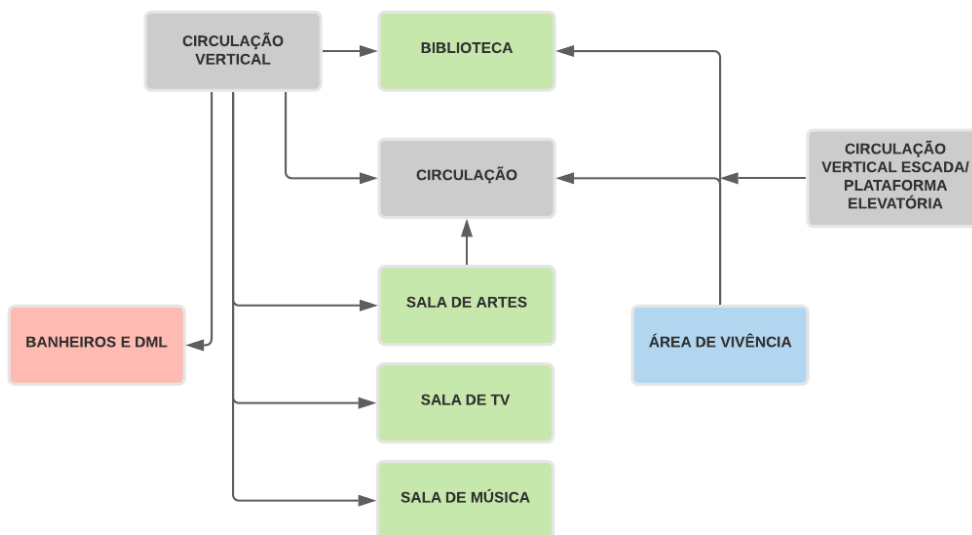 CIRCULAÇÃO
VERTICAL
BIBLIOTECA
CIRCULAÇÃO
VERTICAL ESCADA/
PLATAFORMA
ELEVATÓRIA
CIRCULAÇÃO
SALA DE ARTES
BANHEIROS E DML
ÁREA DE VIVÊNCIA
SALA DE TV
SALA DE MÚSICA